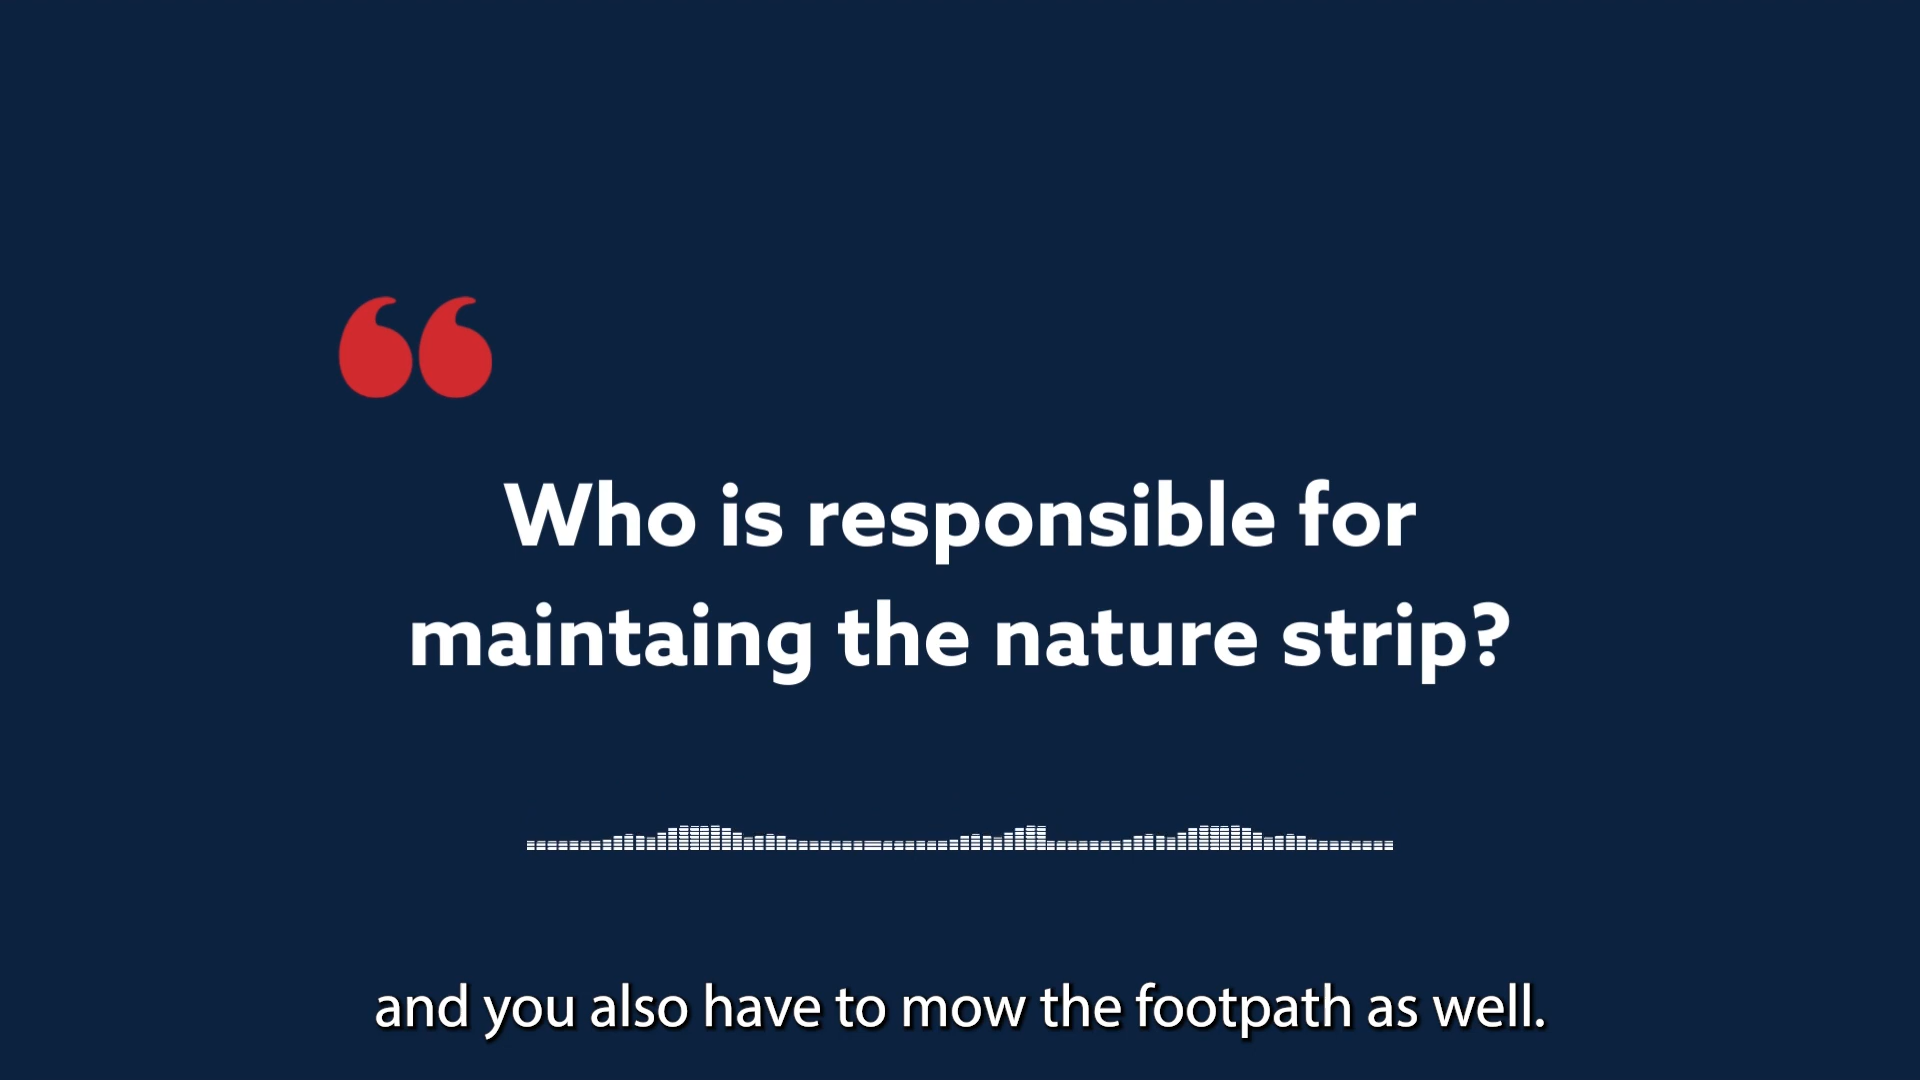 “
Who is responsible for
maintaing the nature strip?
and you also have to mow the footpath as well.